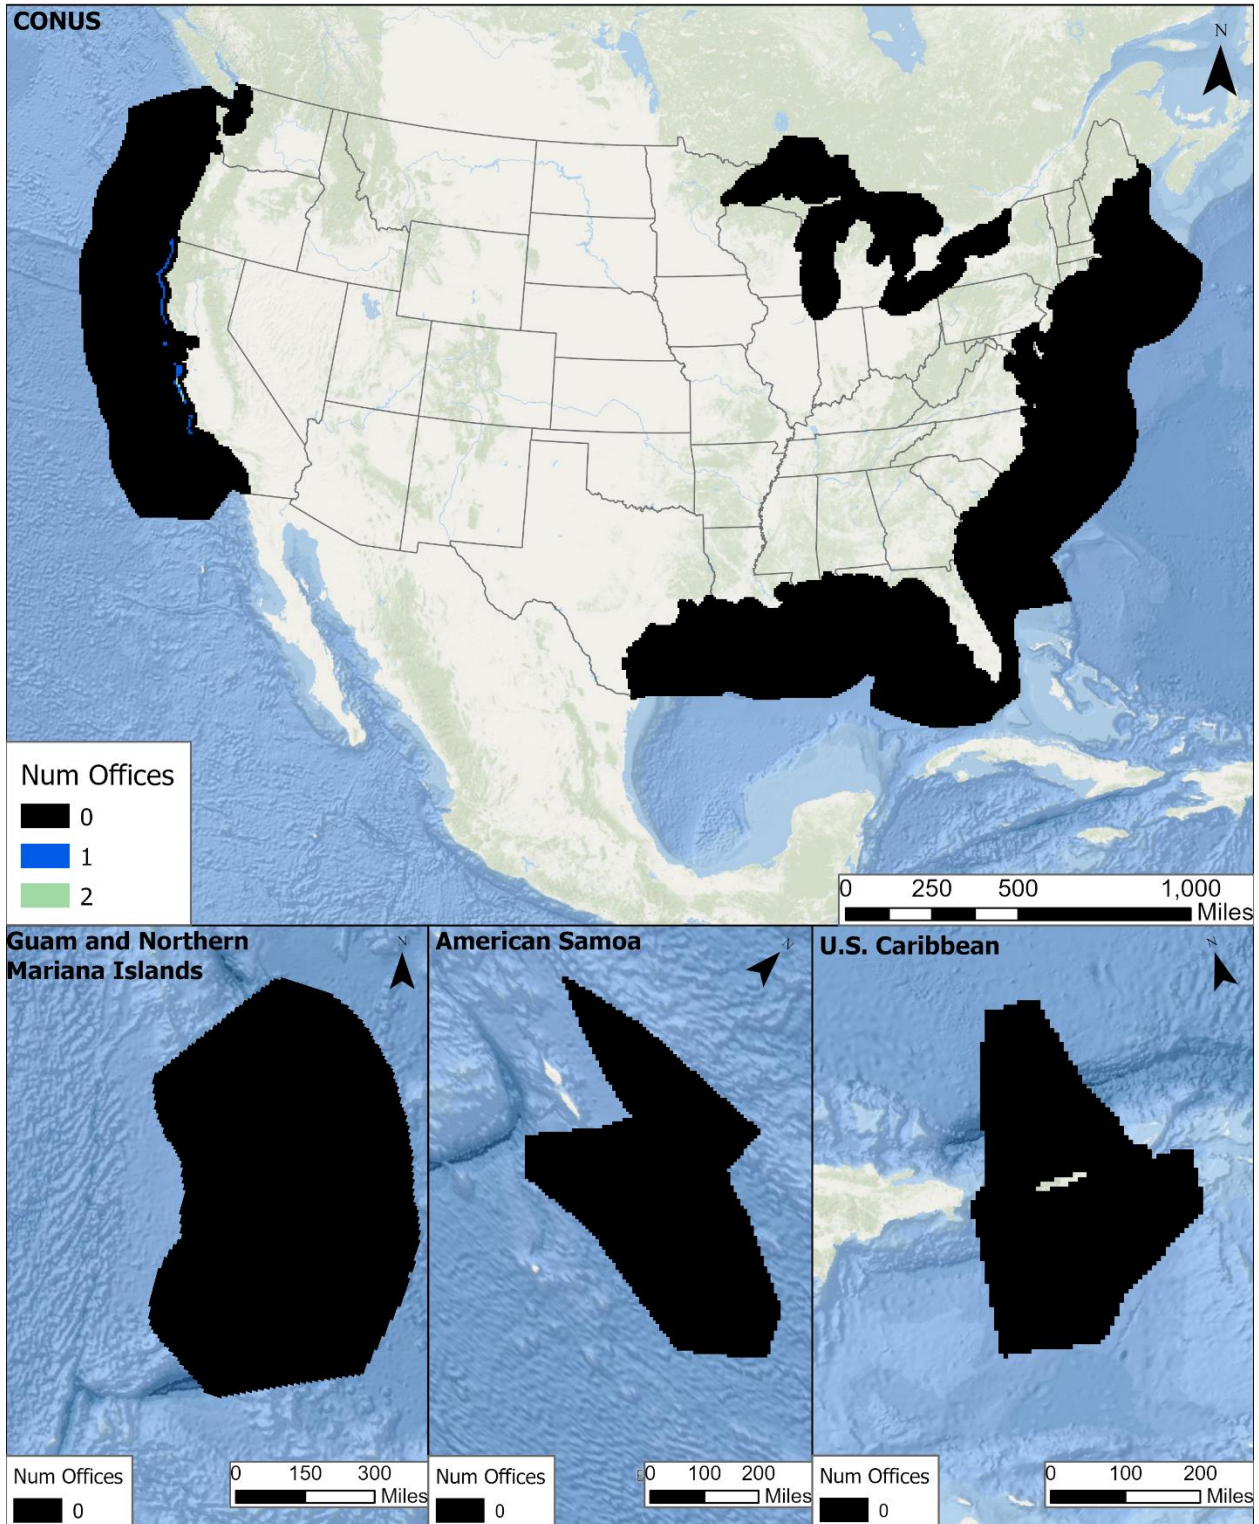 CONUS
N
Num Offices
0
1
2
0 250 500 1,000
Miles
Guam and Northern
Mariana Islands
N
Num Offices
0
0 150 300
Miles
American Samoa
N
Num Offices
0
0 100 200
Miles
U.S. Caribbean
N
Num Offices
0
0 100 200
Miles